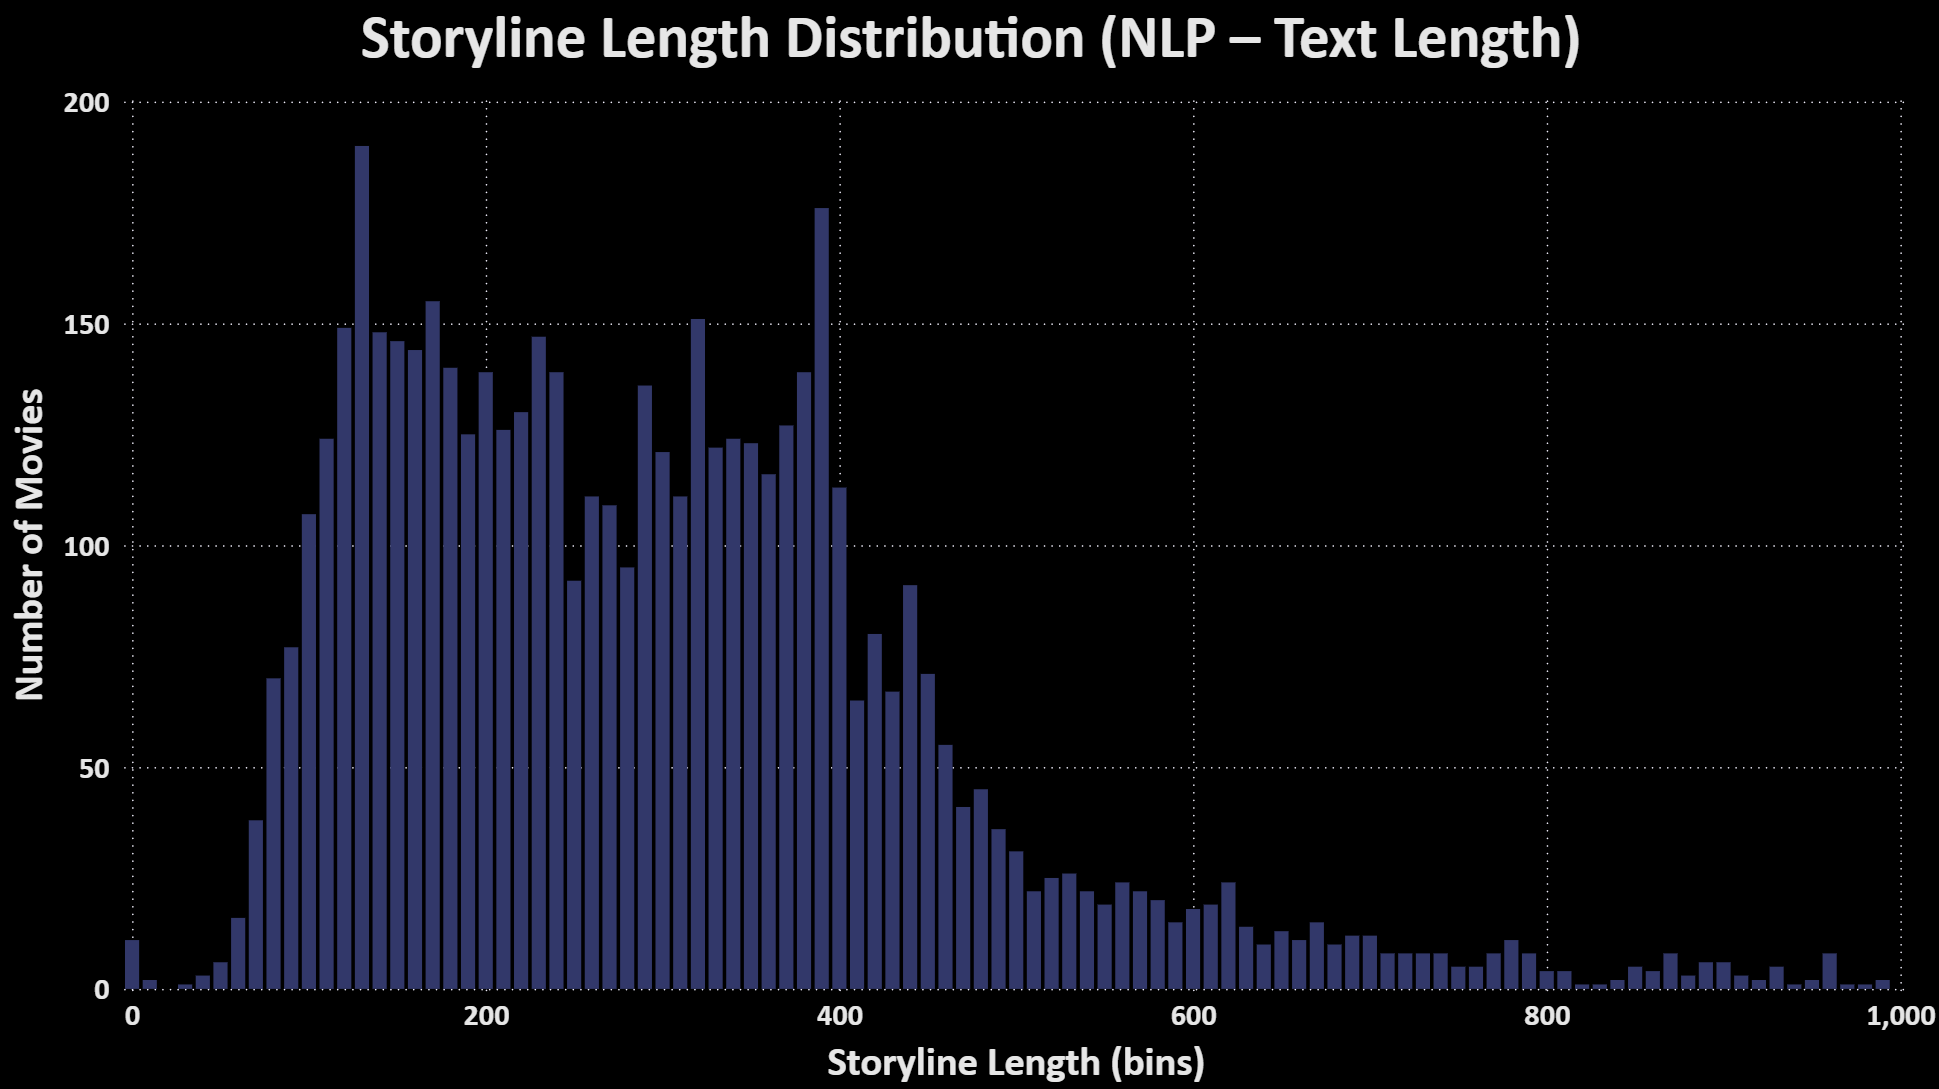 Storyline Length Distribution (NLP – Text Length)
200
150
100
50
0
Number of Movies
0 200 400 600 800 1,000
Storyline Length (bins)